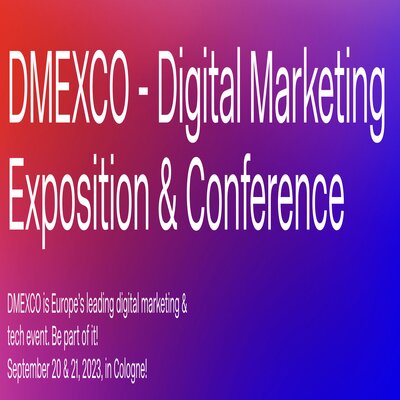 DMEXCO - Digital Marketing
Exposition & Conference
DMEXCO is Europe's leading digital marketing &
tech event. Be part of it!
September 20 & 21, 2023, in Cologne!